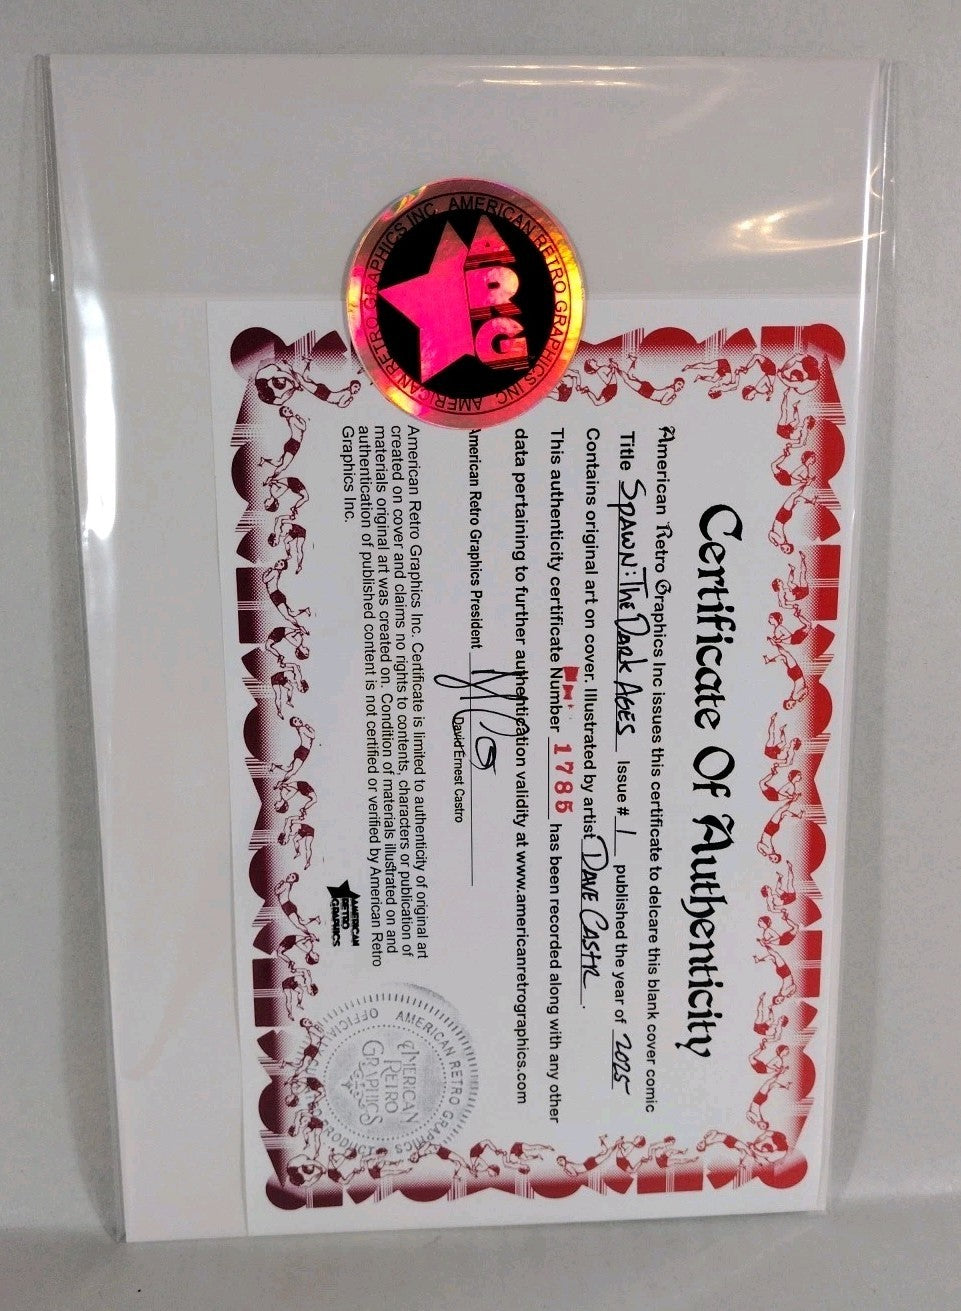 Certificate Of Authenticity
American Retro Graphics Inc issues this certificate to delcare this blank cover comic
Title SPAWN: THE DARK AGES Issue # 1 published the year of 2025
Contains original art on cover. Illustrated by artist DAVE CASTR.
This authenticity certificate Number 1785 has been recorded along with any other
data pertaining to further authentication validity at www.americanretrographics.com
American Retro Graphics President
David Ernest Castro
American Retro Graphics Inc. Certificate is limited to authenticity of original art
created on cover and claims no rights to contents, characters or publication of
materials original art was created on. Condition of materials illustrated on and
authentication of published content is not certified or verified by American Retro
Graphics Inc.
AMERICAN
RETRO
GRAPHICS
AMERICAN RETRO GRAPHICS INC. AMERICAN RETRO GRAPHICS INC.
ARG
AMERICAN RETRO GRAPHICS
OFFICIAL
AMERICAN
RETRO
GRAPHICS